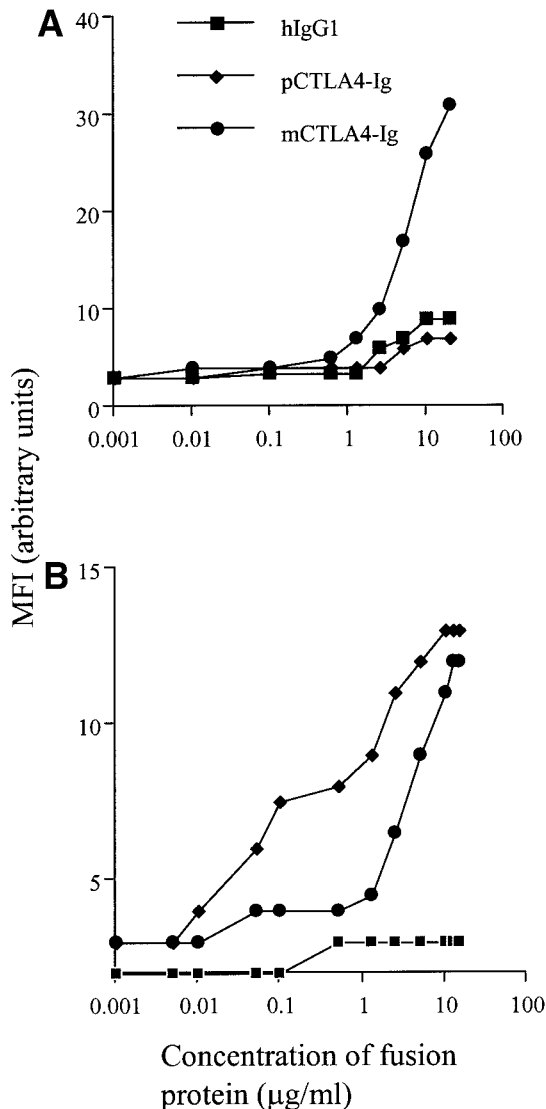 A
hIgG1
pCTLA4-Ig
mCTLA4-Ig
40
30
20
10
0
0.001 0.01 0.1 1 10 100
MFI (arbitrary units)
B
15
10
5
0.001 0.01 0.1 1 10 100
Concentration of fusion
protein (µg/ml)